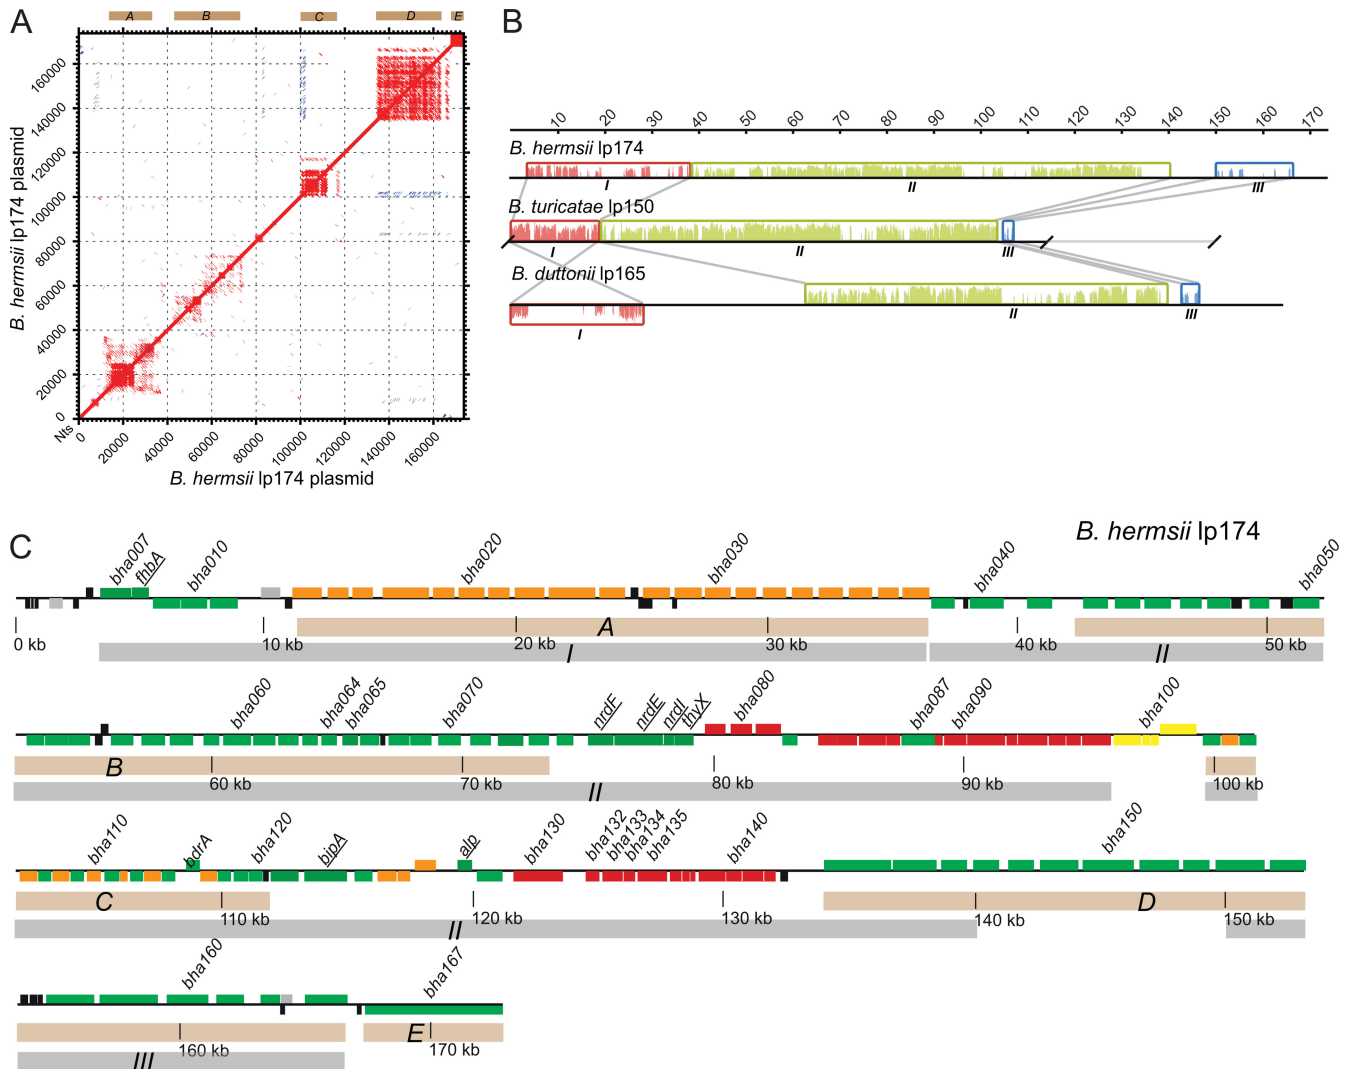 A
A B C D E
B. hermsii lp174 plasmid
160000
140000
120000
100000
80000
60000
40000
20000
0
Nts
0 20000 40000 60000 80000 100000 120000 140000 160000
B. hermsii lp174 plasmid
B
10 20 30 40 50 60 70 80 90 100 110 120 130 140 150 160 170
B. hermsii lp174
I II III
B. turicatae lp150
I II III
B. duttonii lp165
I II III
C
B. hermsii lp174
bha007 fhbA bha010 bha020 bha030 bha040 bha050
A
0 kb 10 kb 20 kb 30 kb 40 kb 50 kb
I II
bha060 bha064 bha065 bha070 nrdF nrdE nrdI thyX bha080 bha087 bha090 bha100
B
60 kb 70 kb 80 kb 90 kb 100 kb
II
bha110 bdrA bha120 bipA alp bha130 bha132 bha133 bha134 bha135 bha140 bha150
C D
110 kb 120 kb 130 kb 140 kb 150 kb
II
bha160 bha167
E
160 kb 170 kb
III